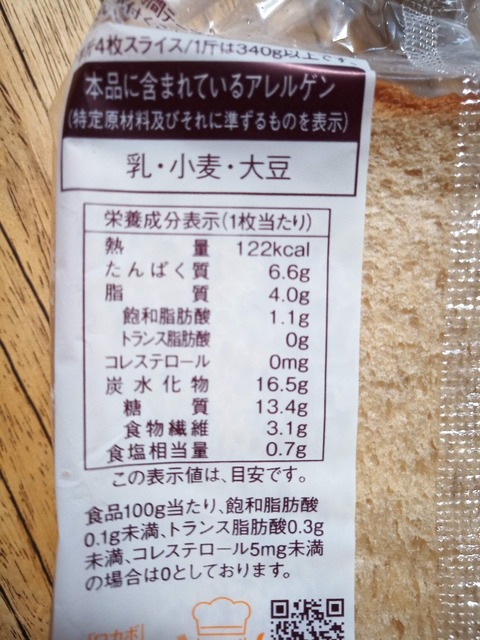 4枚スライス/1斤は340g以上です。
本品に含まれているアレルゲン
(特定原材料及びそれに準ずるものを表示)
乳・小麦・大豆
栄養成分表示(1枚当たり)
熱量 122kcal
たんぱく質 6.6g
脂質 4.0g
飽和脂肪酸 1.1g
トランス脂肪酸 0g
コレステロール 0mg
炭水化物 16.5g
糖質 13.4g
食物繊維 3.1g
食塩相当量 0.7g
この表示値は、目安です。
食品100g当たり、飽和脂肪酸
0.1g未満、トランス脂肪酸0.3g
未満、コレステロール5mg未満
の場合は0としております。
「ロカボ」